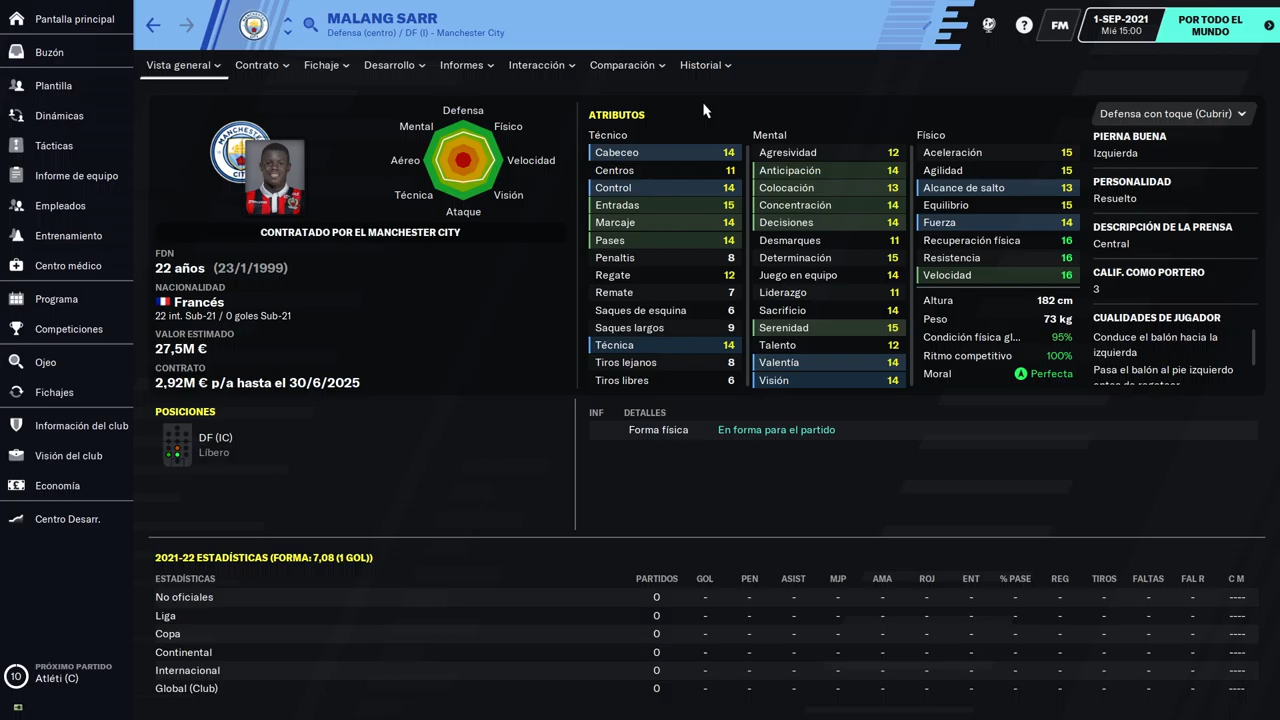 Pantalla principal
Buzón
Plantilla
Dinámicas
Tácticas
Informe de equipo
Empleados
Entrenamiento
Centro médico
Programa
Competiciones
Ojeo
Fichajes
Información del club
Visión del club
Economía
Centro Desarr.
10
PRÓXIMO PARTIDO
Atléti (C)
MALANG SARR
Defensa (centro) / DF (I) - Manchester City
?
FM
1-SEP-2021
Mié 15:00
POR TODO EL
MUNDO
Vista general
Contrato
Fichaje
Desarrollo
Informes
Interacción
Comparación
Historial
Defensa
Físico
Velocidad
Visión
Ataque
Técnica
Aéreo
Mental
CONTRATADO POR EL MANCHESTER CITY
FDN
22 años (23/1/1999)
NACIONALIDAD
Francés
22 int. Sub-21 / 0 goles Sub-21
VALOR ESTIMADO
27,5M €
CONTRATO
2,92M € p/a hasta el 30/6/2025
ATRIBUTOS
Técnico
Cabeceo 14
Centros 11
Control 14
Entradas 15
Marcaje 14
Pases 14
Penaltis 8
Regate 12
Remate 7
Saques de esquina 6
Saques largos 9
Técnica 14
Tiros lejanos 8
Tiros libres 6
Mental
Agresividad 12
Anticipación 14
Colocación 13
Concentración 14
Decisiones 14
Desmarques 11
Determinación 15
Juego en equipo 14
Liderazgo 11
Sacrificio 14
Serenidad 15
Talento 12
Valentía 14
Visión 14
Físico
Aceleración 15
Agilidad 15
Alcance de salto 13
Equilibrio 15
Fuerza 14
Recuperación física 16
Resistencia 16
Velocidad 16
Altura 182 cm
Peso 73 kg
Condición física gl... 95%
Ritmo competitivo 100%
Moral Perfecta
Defensa con toque (Cubrir)
PIERNA BUENA
Izquierda
PERSONALIDAD
Resuelto
DESCRIPCIÓN DE LA PRENSA
Central
CALIF. COMO PORTERO
3
CUALIDADES DE JUGADOR
Conduce el balón hacia la
izquierda
Pasa el balón al pie izquierdo
antes de regatear
POSICIONES
DF (IC)
Líbero
INF DETALLES
Forma física En forma para el partido
2021-22 ESTADÍSTICAS (FORMA: 7,08 (1 GOL))
ESTADÍSTICAS PARTIDOS GOL PEN ASIST MJP AMA ROJ ENT % PASE REG TIROS FALTAS FAL R C M
No oficiales 0 - - - - - - - - - - - - ----
Liga 0 - - - - - - - - - - - - ----
Copa 0 - - - - - - - - - - - - ----
Continental 0 - - - - - - - - - - - - ----
Internacional 0 - - - - - - - - - - - - ----
Global (Club) 0 - - - - - - - - - - - - ----